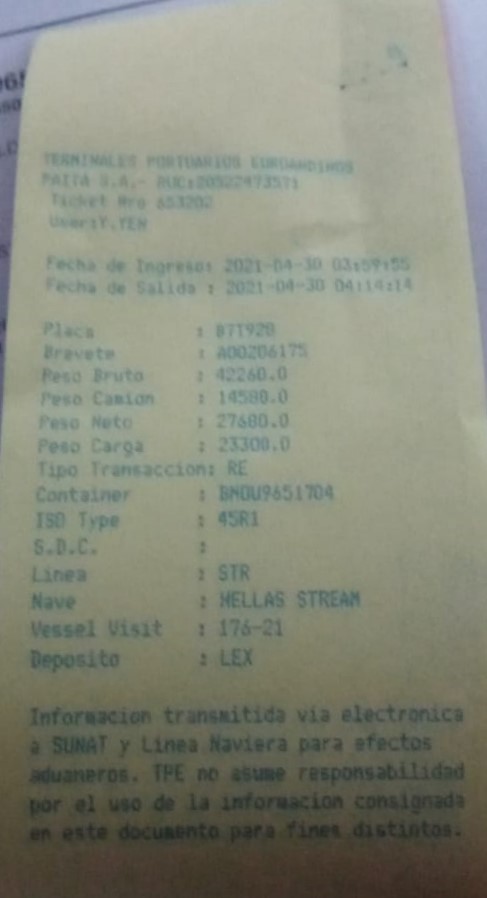 TERMINALES PORTUARIOS EUROANDINOS
PAITA S.A.- RUC:20522473571
Ticket Nro 653202
User:Y.YEN
Fecha de Ingreso: 2021-04-30 03:59:55
Fecha de Salida : 2021-04-30 04:14:14
Placa : B7T920
Brevete : A00206175
Peso Bruto : 42260.0
Peso Camion : 14580.0
Peso Neto : 27680.0
Peso Carga : 23300.0
Tipo Transaccion: RE
Container : BMOU9651704
ISO Type : 45R1
S.D.C. :
Linea : STR
Nave : HELLAS STREAM
Vessel Visit : 176-21
Deposito : LEX
Informacion transmitida via electronica
a SUNAT y Linea Naviera para efectos
aduaneros. TPE no asume responsabilidad
por el uso de la informacion consignada
en este documento para fines distintos.